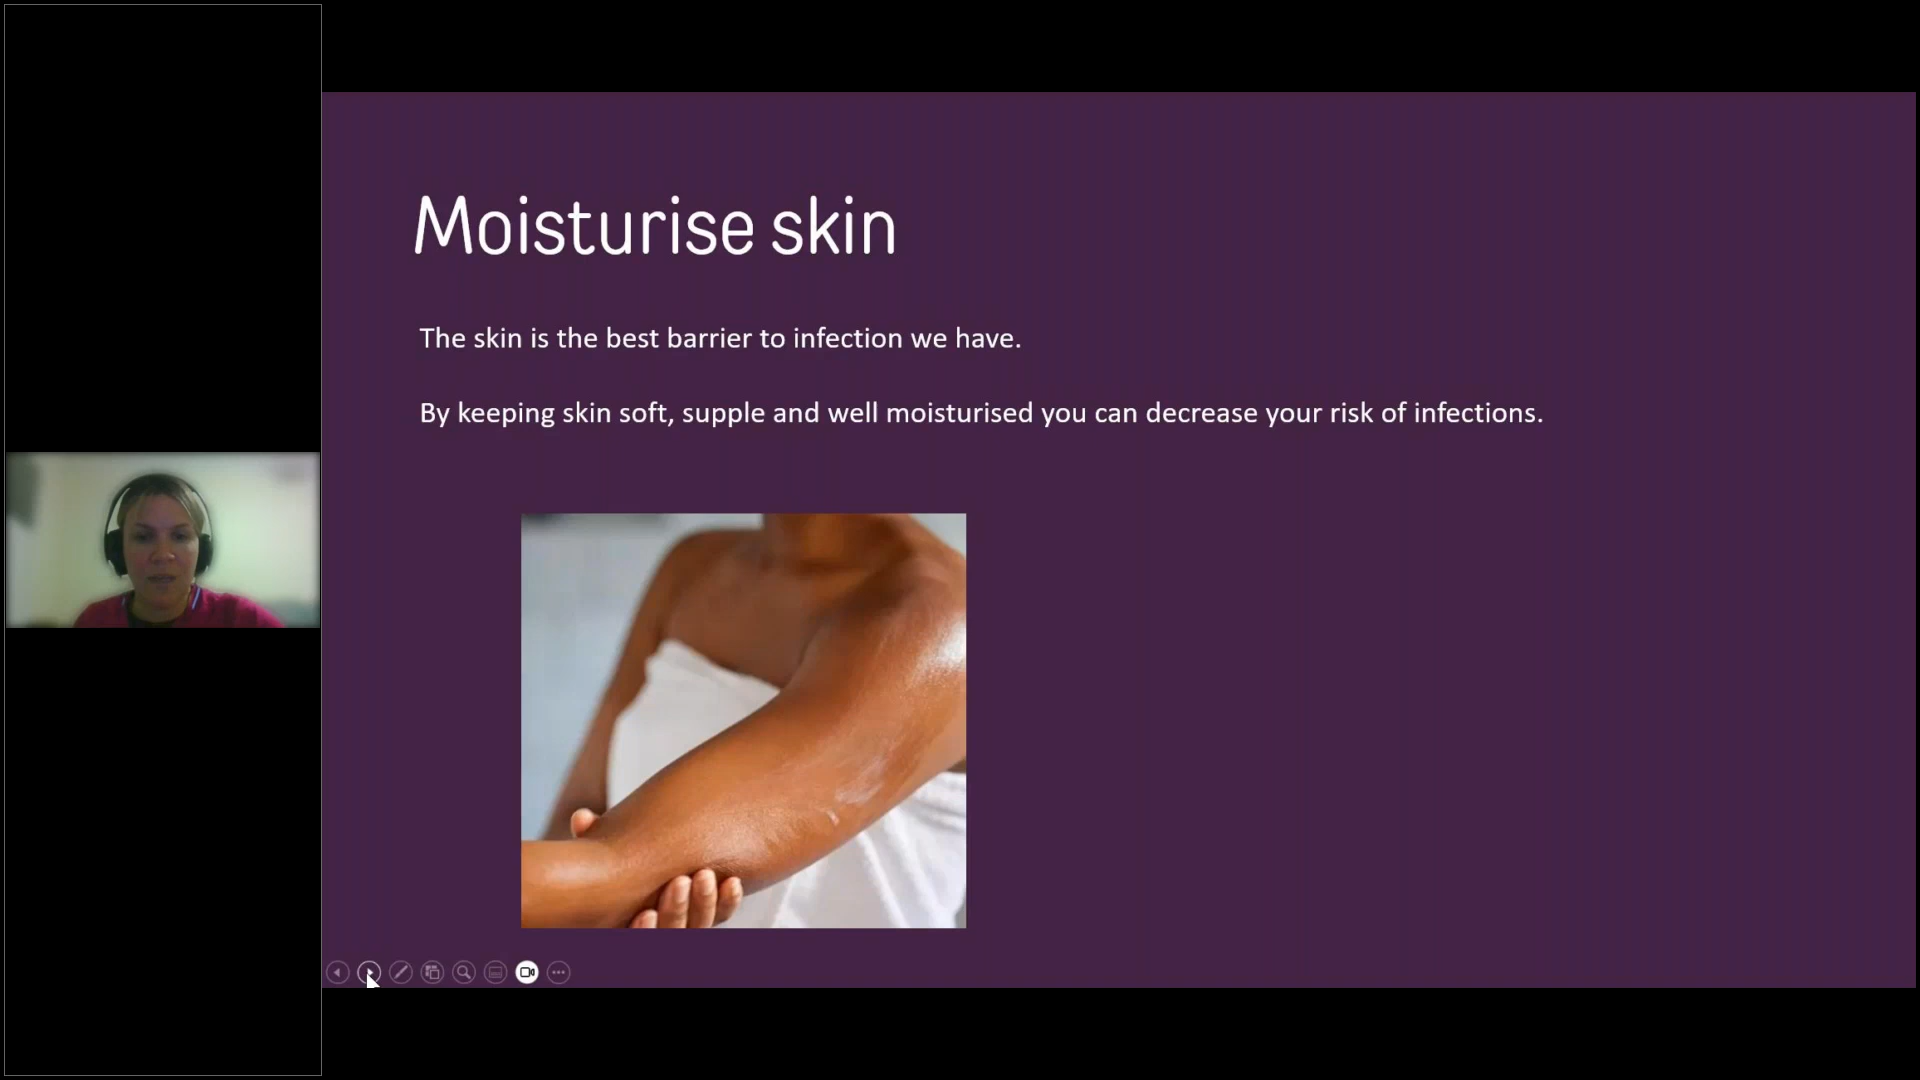 Moisturise skin
The skin is the best barrier to infection we have.
By keeping skin soft, supple and well moisturised you can decrease your risk of infections.